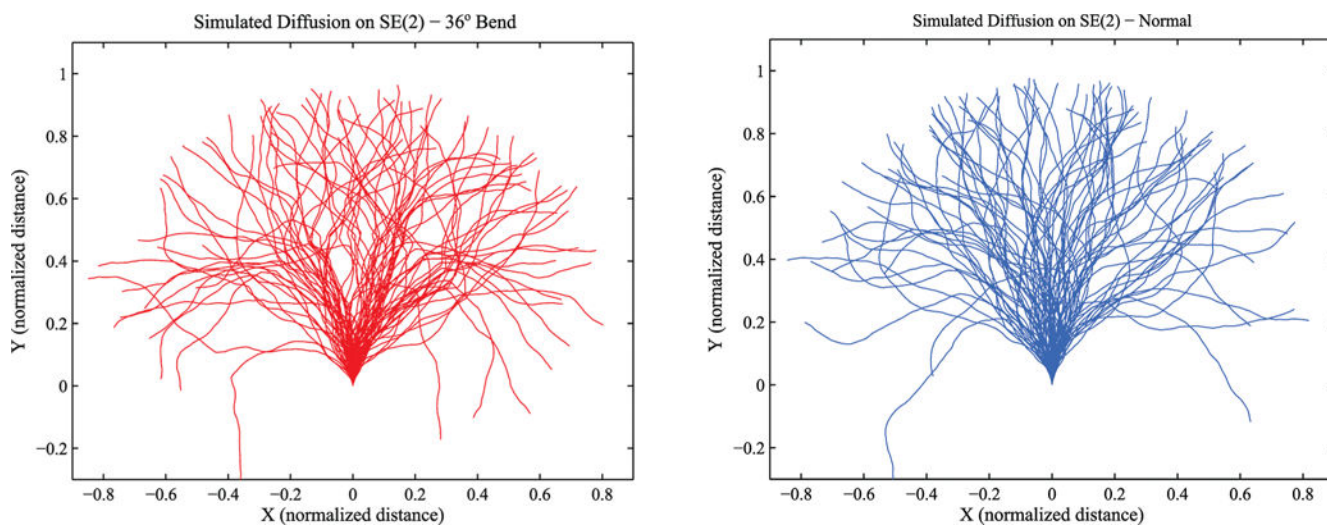 Simulated Diffusion on SE(2) − 36º Bend
1
0.8
0.6
0.4
0.2
0
−0.2
Y (normalized distance)
−0.8 −0.6 −0.4 −0.2 0 0.2 0.4 0.6 0.8
X (normalized distance)
Simulated Diffusion on SE(2) − Normal
1
0.8
0.6
0.4
0.2
0
−0.2
Y (normalized distance)
−0.8 −0.6 −0.4 −0.2 0 0.2 0.4 0.6 0.8
X (normalized distance)